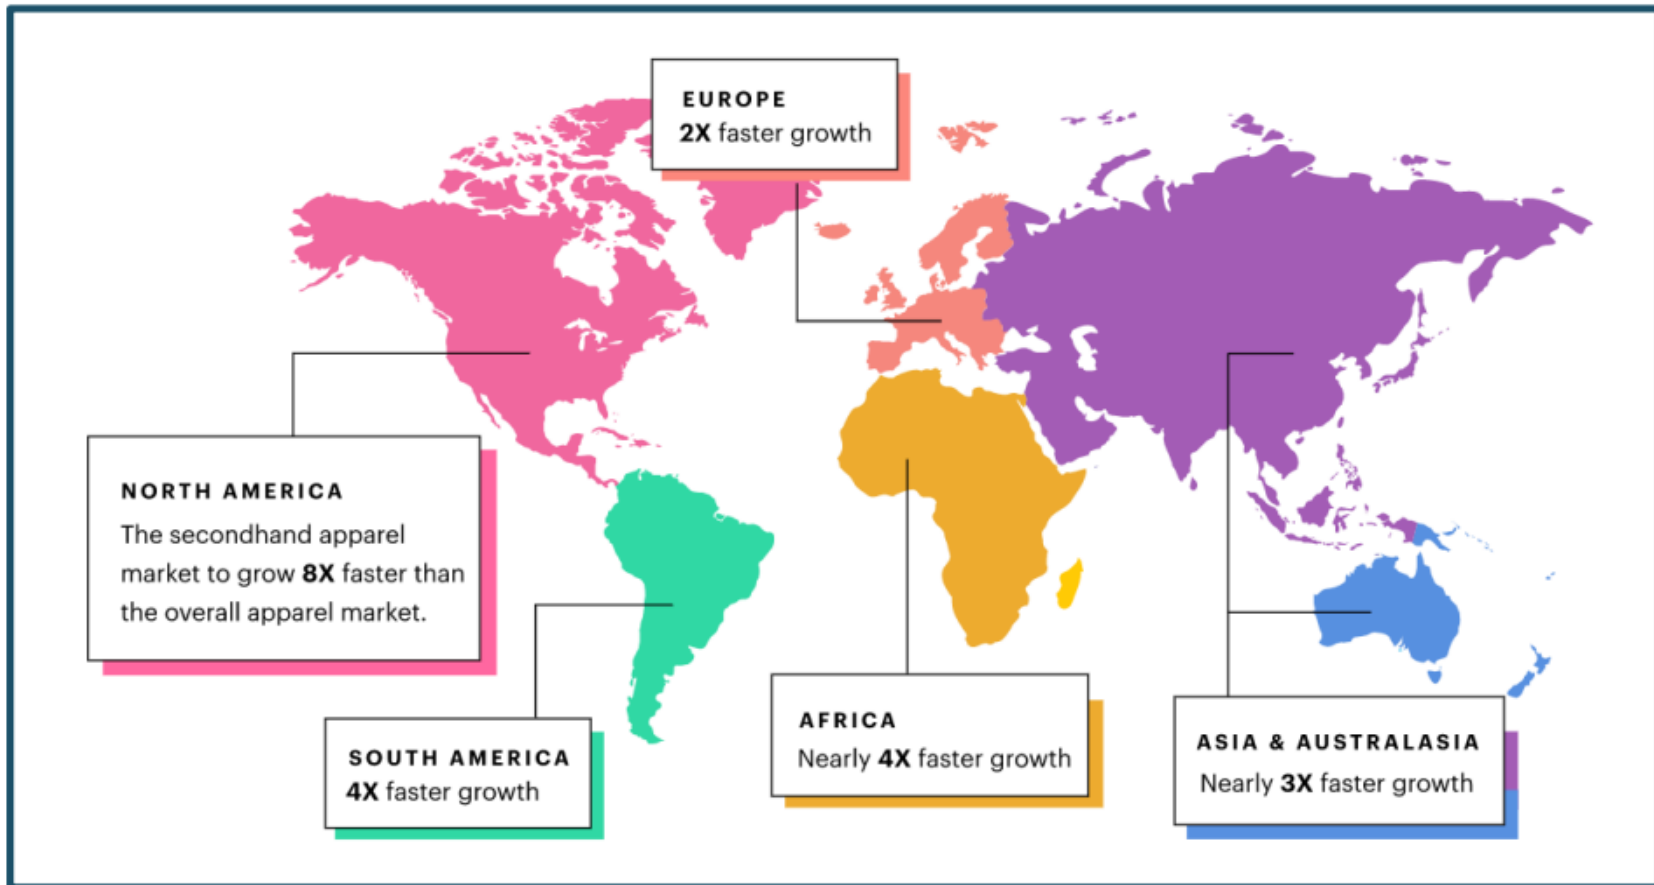 EUROPE
2X faster growth
NORTH AMERICA
The secondhand apparel
market to grow 8X faster than
the overall apparel market.
SOUTH AMERICA
4X faster growth
AFRICA
Nearly 4X faster growth
ASIA & AUSTRALASIA
Nearly 3X faster growth